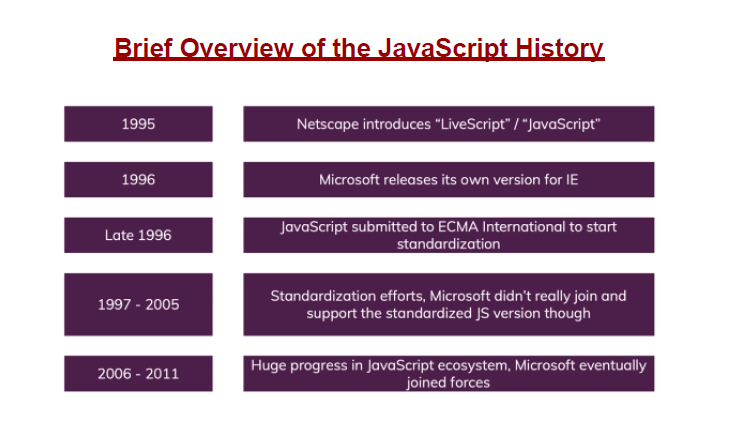 Brief Overview of the JavaScript History
1995
Netscape introduces “LiveScript” / “JavaScript”
1996
Microsoft releases its own version for IE
Late 1996
JavaScript submitted to ECMA International to start
standardization
1997 - 2005
Standardization efforts, Microsoft didn’t really join and
support the standardized JS version though
2006 - 2011
Huge progress in JavaScript ecosystem, Microsoft eventually
joined forces